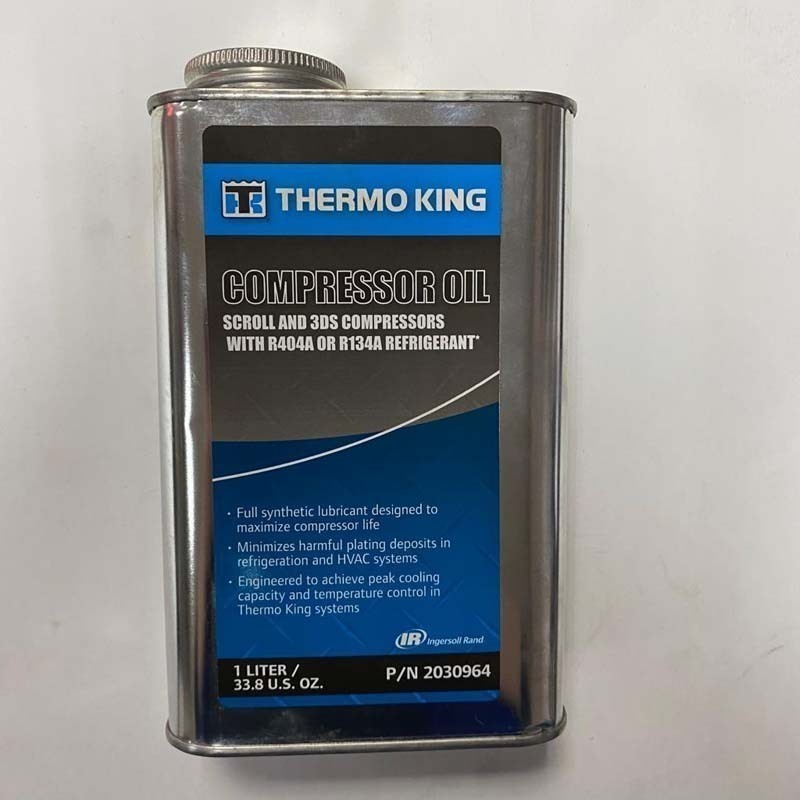 THERMO KING
COMPRESSOR OIL
SCROLL AND 3DS COMPRESSORS
WITH R404A OR R134A REFRIGERANT*
• Full synthetic lubricant designed to
maximize compressor life
• Minimizes harmful plating deposits in
refrigeration and HVAC systems
• Engineered to achieve peak cooling
capacity and temperature control in
Thermo King systems
IR Ingersoll Rand
1 LITER /
33.8 U.S. OZ.
P/N 2030964